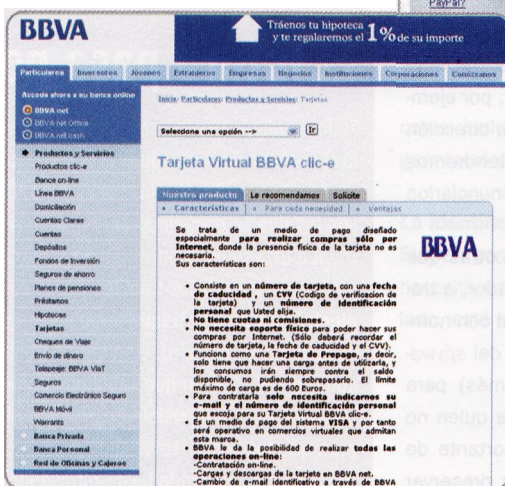 PayPal?
BBVA
Tráenos tu hipoteca
y te regalaremos el 1% de su importe
Particulares Inversores Jóvenes Extranjeros Empresas Negocios Instituciones Corporaciones Conózcanos
Acceda ahora a su banca online
BBVA net
BBVA net office
BBVA net cash
Productos y Servicios
Productos clic-e
Banca on-line
Línea BBVA
Domiciliación
Cuentas Claras
Cuentas
Depósitos
Fondos de Inversión
Seguros de ahorro
Planes de pensiones
Préstamos
Hipotecas
Tarjetas
Cheques de Viaje
Envío de dinero
Telepeaje: BBVA ViaT
Seguros
Comercio Electrónico Seguro
BBVA Móvil
Warrants
Banca Privada
Banca Personal
Red de Oficinas y Cajeros
Inicio: Particulares: Productos y Servicios: Tarjetas
Seleccione una opción --> Ir
Tarjeta Virtual BBVA clic-e
Nuestro producto Le recomendamos Solicite
Características Para cada necesidad Ventajas
BBVA
Se trata de un medio de pago diseñado
especialmente para realizar compras sólo por
Internet, donde la presencia física de la tarjeta no es
necesaria.
Sus características son:
• Consiste en un número de tarjeta, con una fecha
de caducidad , un CVV (Codigo de verificacion de
la tarjeta) y un número de identificación
personal que Usted elija.
• No tiene cuotas ni comisiones.
• No necesita soporte físico para poder hacer sus
compras por Internet. (Sólo deberá recordar el
número de tarjeta, la fecha de caducidad y el CVV).
• Funciona como una Tarjeta de Prepago, es decir,
solo tiene que hacer una carga antes de utilizarla, y
los consumos irán siempre contra el saldo
disponible, no pudiendo sobrepasarlo. El límite
máximo de carga es de 600 Euros.
• Para contratarla solo necesita indicarnos su
e-mail y el número de identificación personal
que escoja para su Tarjeta Virtual BBVA clic-e.
• Es un medio de pago del sistema VISA y por tanto
será operativo en comercios virtuales que admitan
esta marca.
• BBVA le da la posibilidad de realizar todas las
operaciones on-line:
-Contratación on-line.
-Cargas y descargas de la tarjeta en BBVA net.
-Cambio de e-mail identificativo a través de BBVA